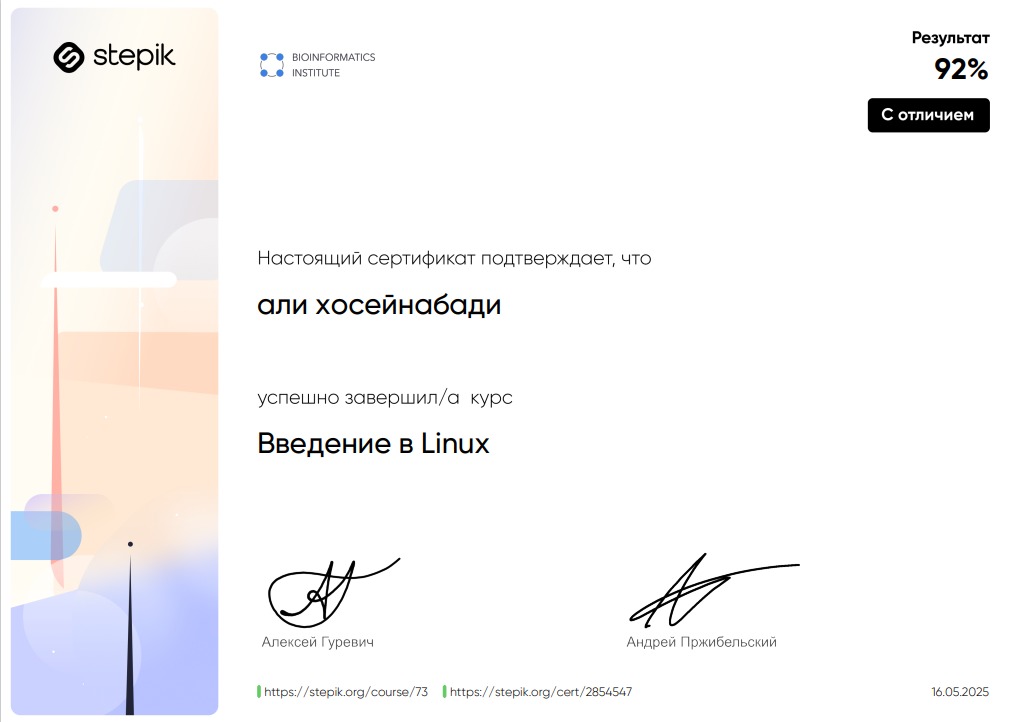 stepik
BIOINFORMATICS
INSTITUTE
Результат
92%
С отличием
Настоящий сертификат подтверждает, что
али хосейнабади
успешно завершил/а курс
Введение в Linux
Алексей Гуревич
Андрей Пржибельский
https://stepik.org/course/73
https://stepik.org/cert/2854547
16.05.2025